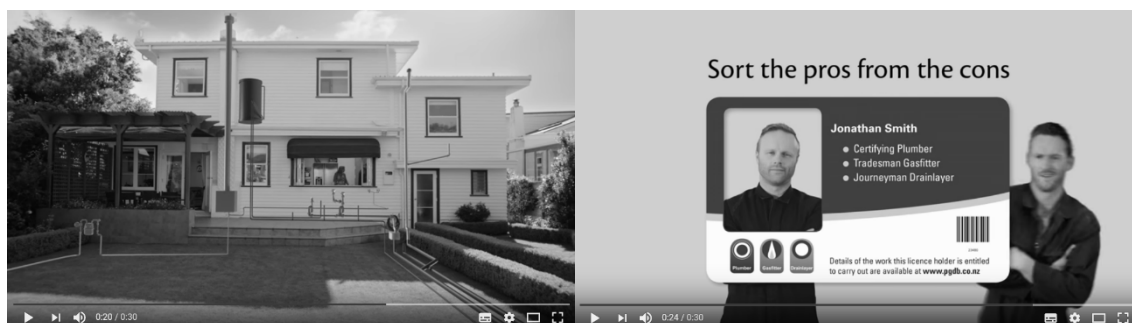 0:20 / 0:30
Sort the pros from the cons
Jonathan Smith
Certifying Plumber
Tradesman Gasfitter
Journeyman Drainlayer
Plumber
Gasfitter
Drainlayer
Details of the work this licence holder is entitled
to carry out are available at www.pgdb.co.nz
0:24 / 0:30